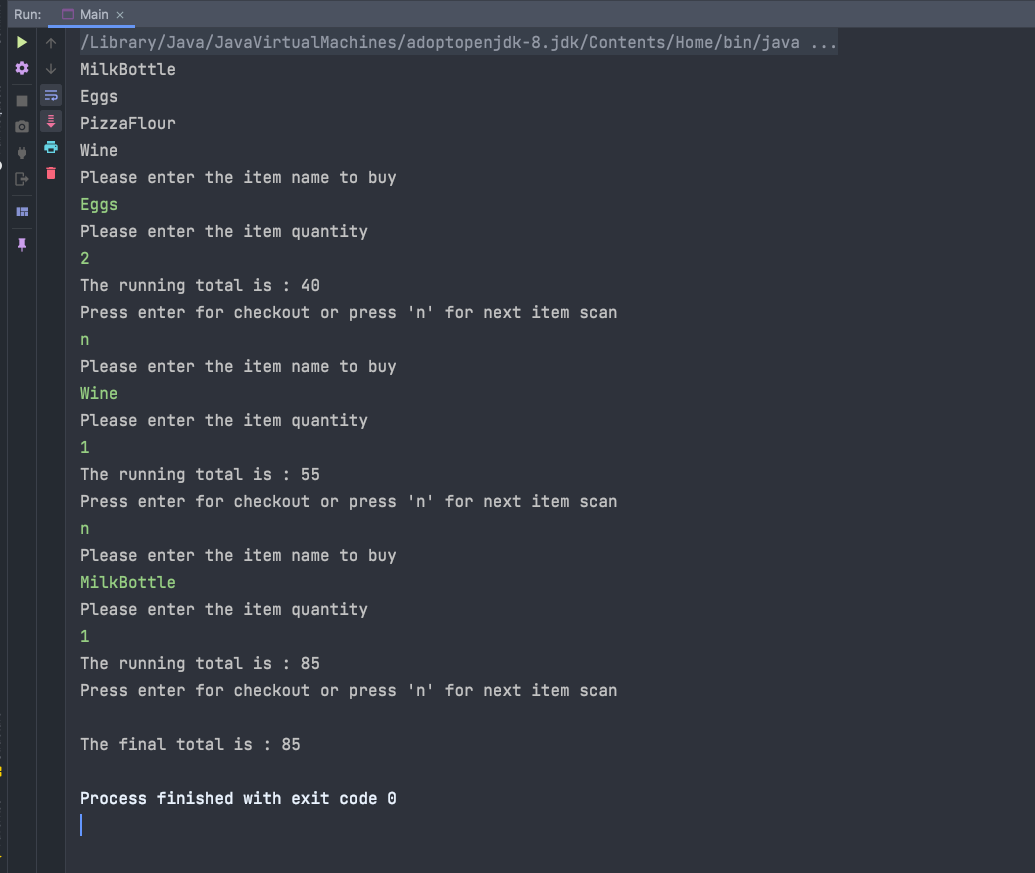 Run: Main ×
/Library/Java/JavaVirtualMachines/adoptopenjdk-8.jdk/Contents/Home/bin/java ...
MilkBottle
Eggs
PizzaFlour
Wine
Please enter the item name to buy
Eggs
Please enter the item quantity
2
The running total is : 40
Press enter for checkout or press 'n' for next item scan
n
Please enter the item name to buy
Wine
Please enter the item quantity
1
The running total is : 55
Press enter for checkout or press 'n' for next item scan
n
Please enter the item name to buy
MilkBottle
Please enter the item quantity
1
The running total is : 85
Press enter for checkout or press 'n' for next item scan
The final total is : 85
Process finished with exit code 0